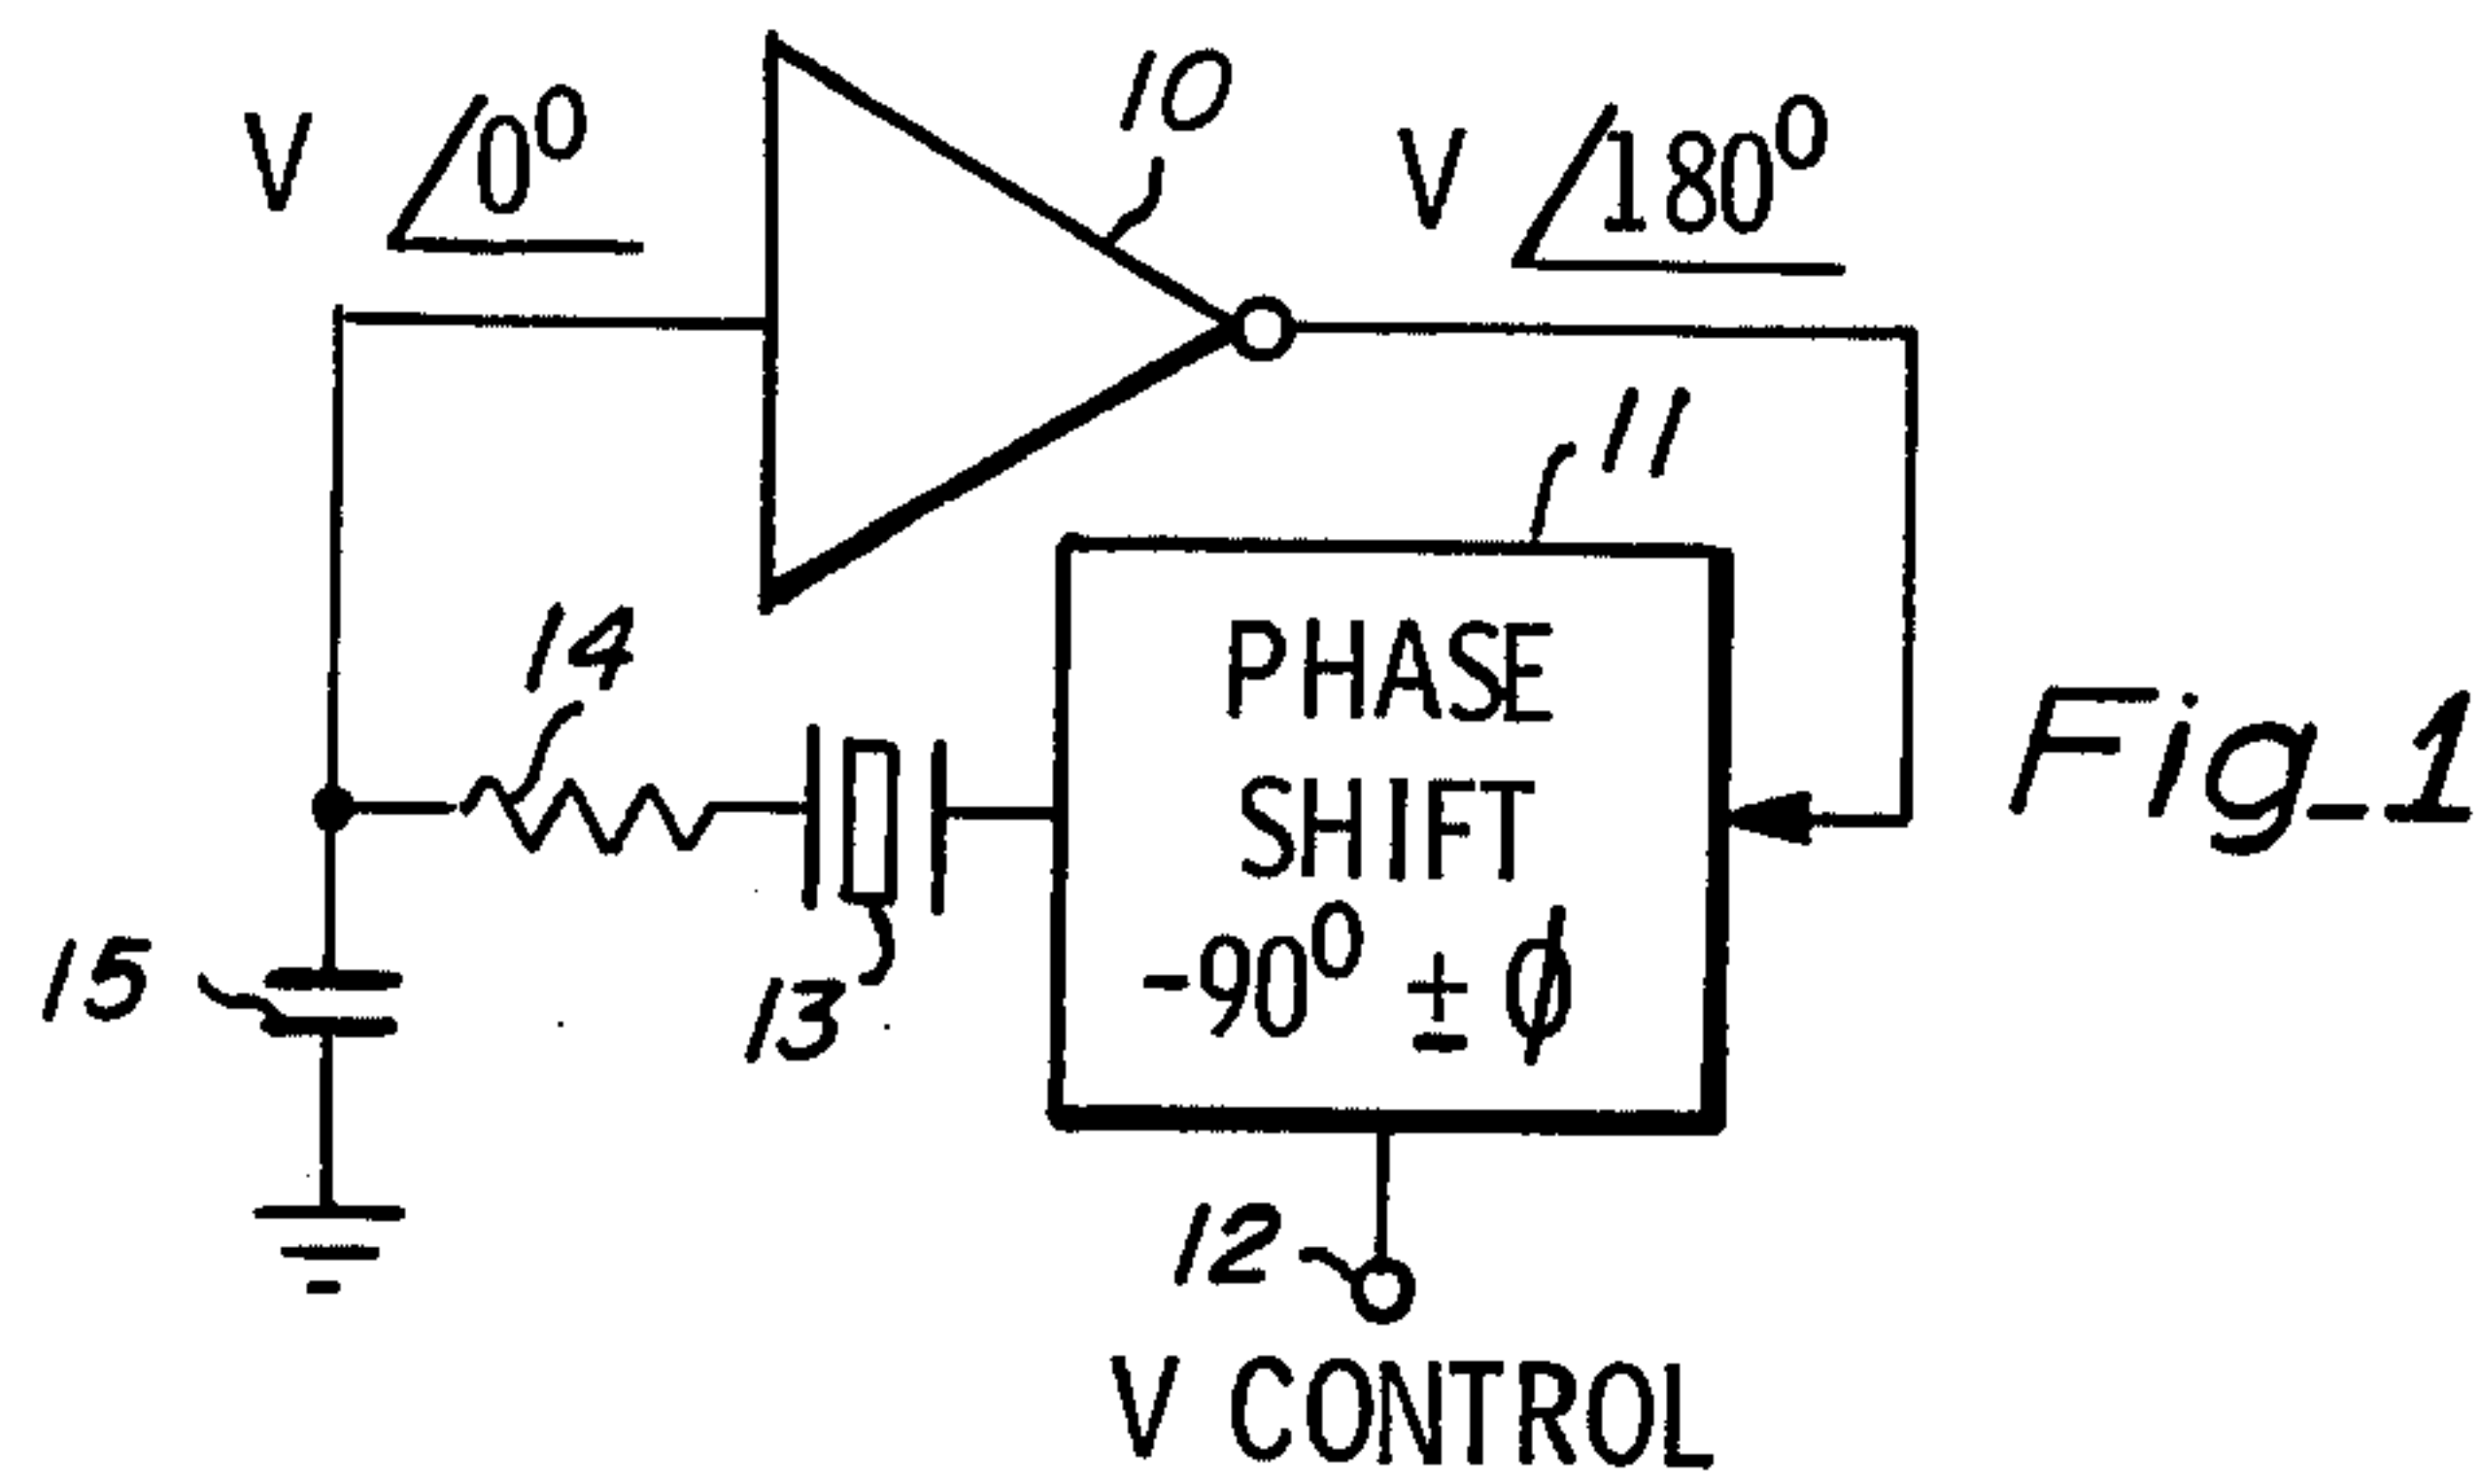 V ∠0°
10
V ∠180°
11
14
PHASE
SHIFT
-90° ± φ
Fig_1
15
13
12
V CONTROL